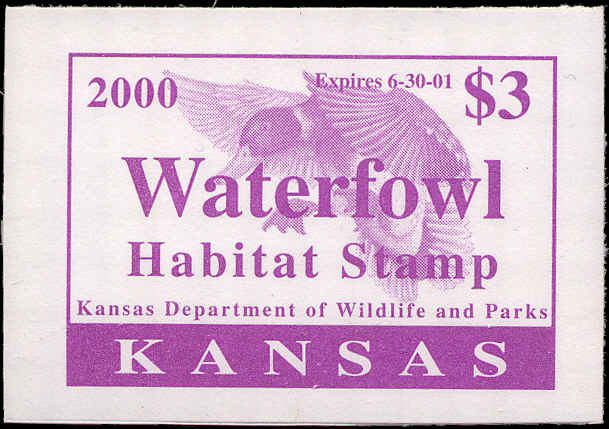 2000 Expires 6-30-01 $3
Waterfowl
Habitat Stamp
Kansas Department of Wildlife and Parks
KANSAS